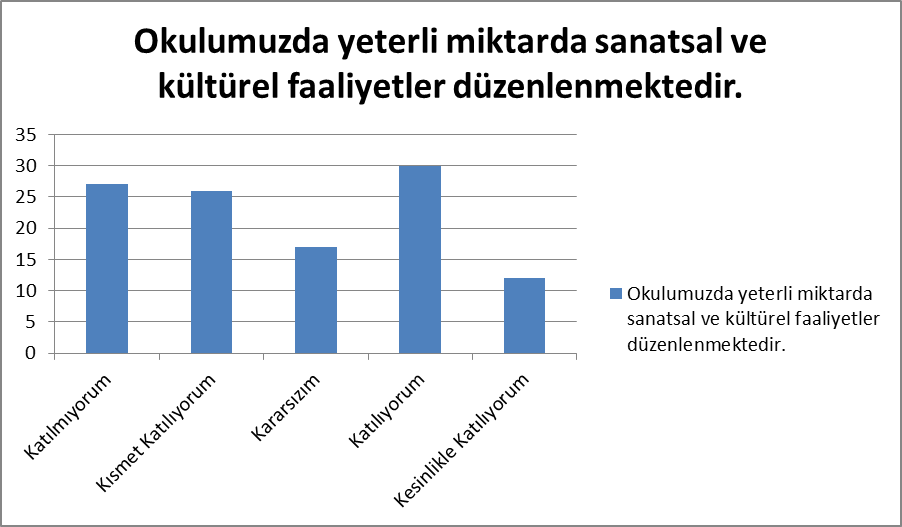 Okulumuzda yeterli miktarda sanatsal ve
kültürel faaliyetler düzenlenmektedir.
35
30
25
20
15
10
5
0
Katılmıyorum
Kısmet Katılıyorum
Kararsızım
Katılıyorum
Kesinlikle Katılıyorum
Okulumuzda yeterli miktarda
sanatsal ve kültürel faaliyetler
düzenlenmektedir.